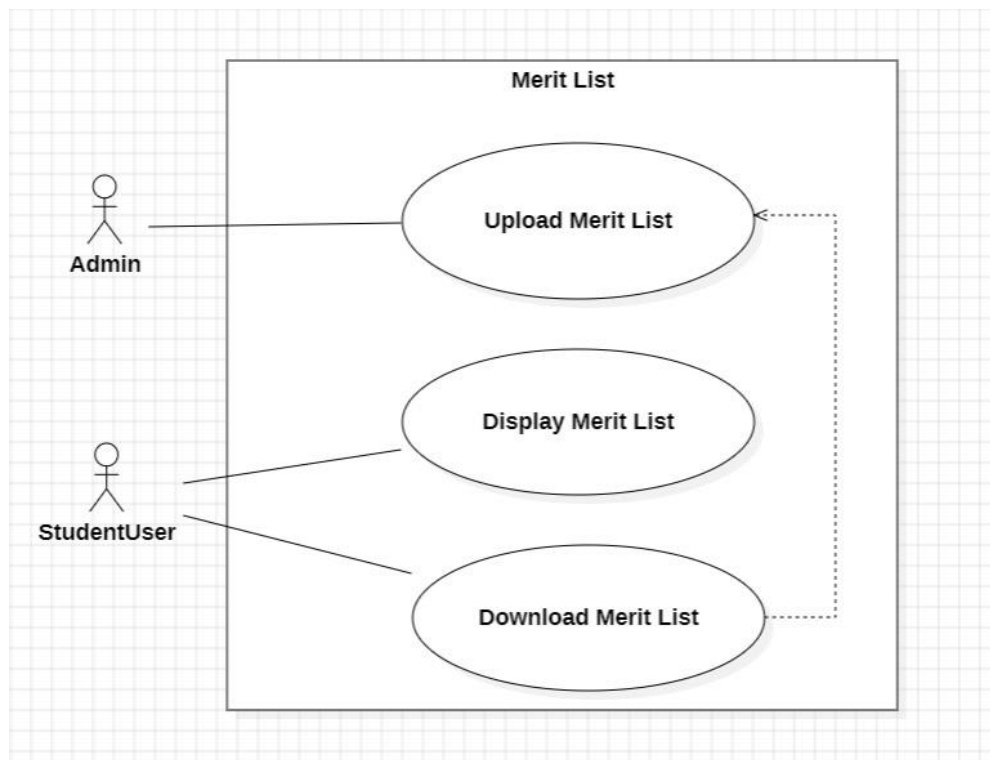 Merit List
Upload Merit List
Admin
Display Merit List
StudentUser
Download Merit List